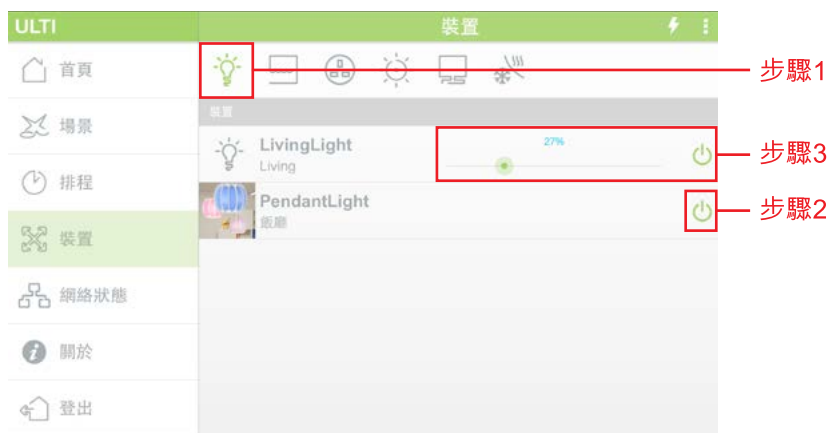 ULTI
裝置
首頁
場景
排程
裝置
網絡狀態
關於
登出
裝置
LivingLight
Living
27%
PendantLight
飯廳
步驟1
步驟3
步驟2